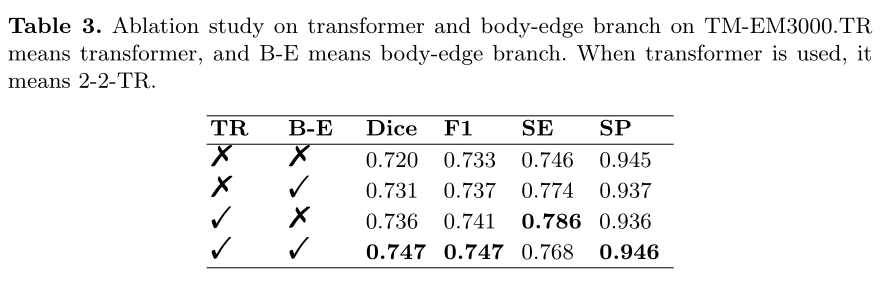 Table 3. Ablation study on transformer and body-edge branch on TM-EM3000.TR
means transformer, and B-E means body-edge branch. When transformer is used, it
means 2-2-TR.
TR B-E Dice F1 SE SP
✗ ✗ 0.720 0.733 0.746 0.945
✗ ✓ 0.731 0.737 0.774 0.937
✓ ✗ 0.736 0.741 0.786 0.936
✓ ✓ 0.747 0.747 0.768 0.946